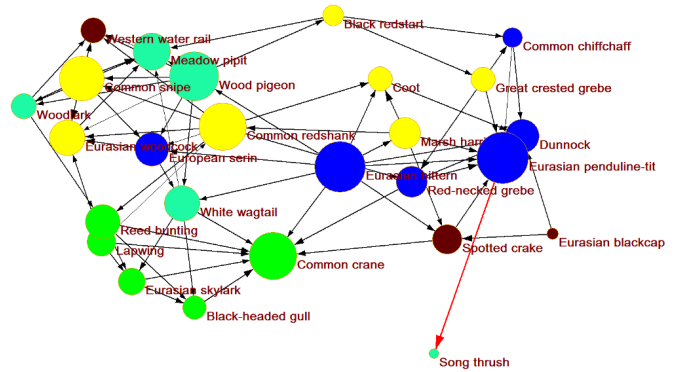 Black redstart
Western water rail
Common chiffchaff
Meadow pipit
Wood pigeon
Common snipe
Coot
Great crested grebe
Woodlark
Common redshank
Marsh harri
Dunnock
Eurasian woodcock
European serin
Eurasian penduline-tit
Eurasian bittern
Red-necked grebe
White wagtail
Reed bunting
Lapwing
Spotted crake
Eurasian blackcap
Common crane
Eurasian skylark
Black-headed gull
Song thrush